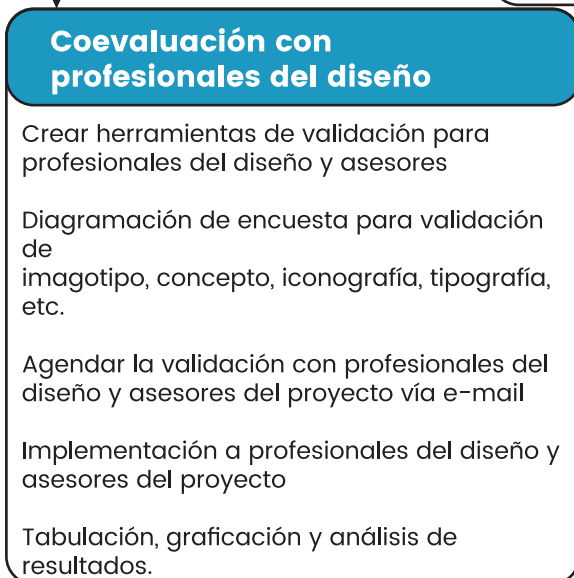 Coevaluación con
profesionales del diseño
Crear herramientas de validación para
profesionales del diseño y asesores
Diagramación de encuesta para validación
de
imagotipo, concepto, iconografía, tipografía,
etc.
Agendar la validación con profesionales del
diseño y asesores del proyecto vía e-mail
Implementación a profesionales del diseño y
asesores del proyecto
Tabulación, graficación y análisis de
resultados.